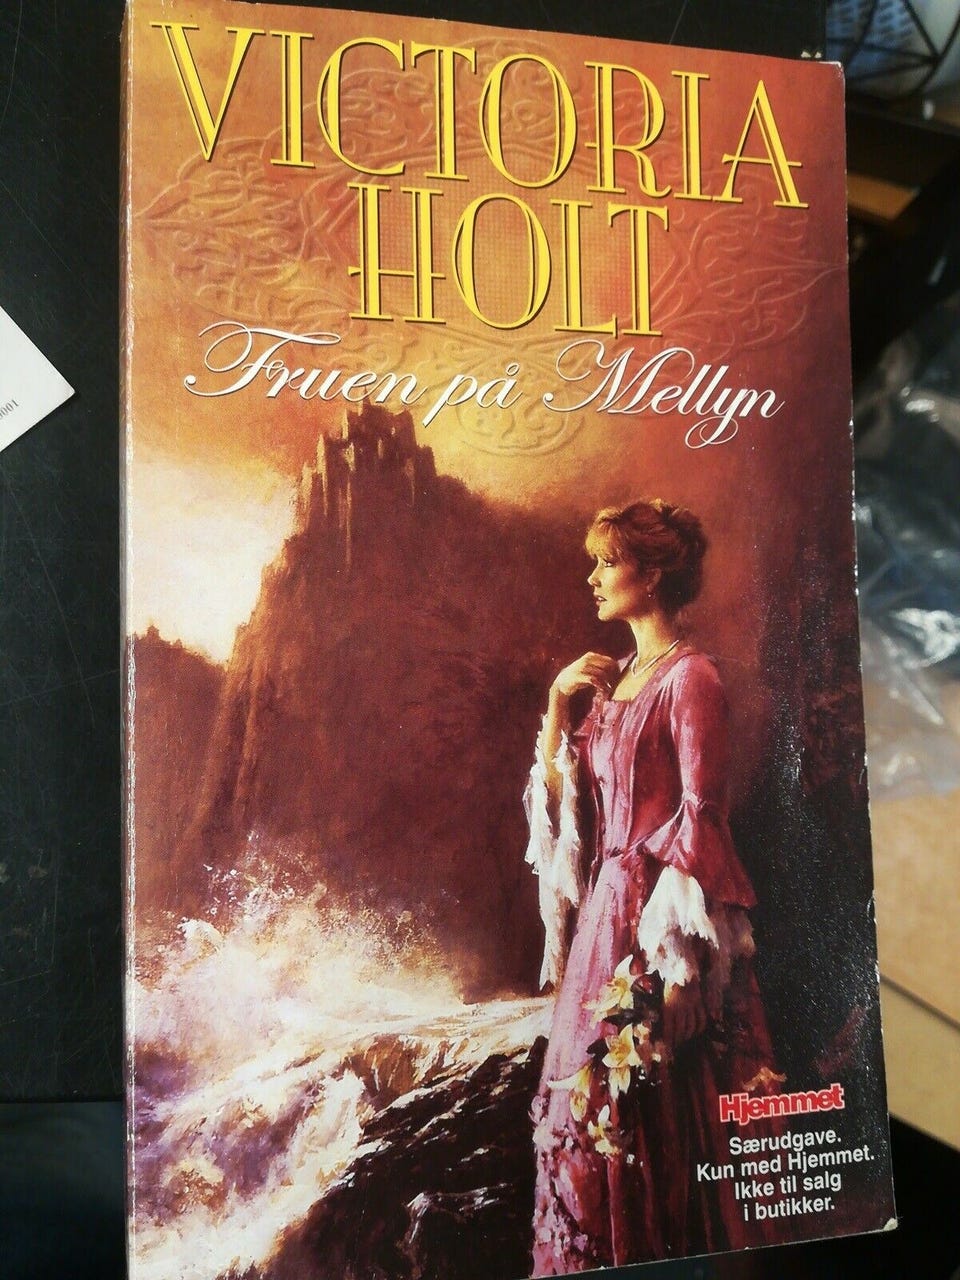 VICTORIA
HOLT
Fruen på Mellyn
Hjemmet
Særudgave.
Kun med Hjemmet.
Ikke til salg
i butikker.